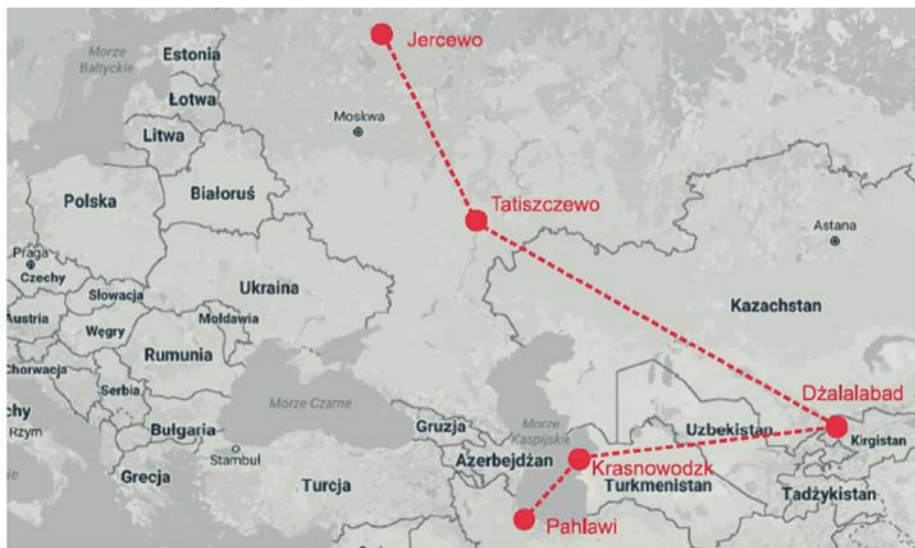 Jercewo
Morze
Bałtyckie
Estonia
Łotwa
Moskwa
Litwa
Białoruś
Polska
Tatiszczewo
Astana
Praga
Czechy
Ukraina
Słowacja
Kazachstan
Austria
Węgry
Mołdawia
Rumunia
Chorwacja
Serbia
Dżalalabad
Morze Czarne
chy
Rzym
Bułgaria
Gruzja
Morze
Kaspijskie
Uzbekistan
Kirgistan
Stambuł
Azerbejdżan
Krasnowodzk
Grecja
Turcja
Turkmenistan
Tadżykistan
Pahlawi